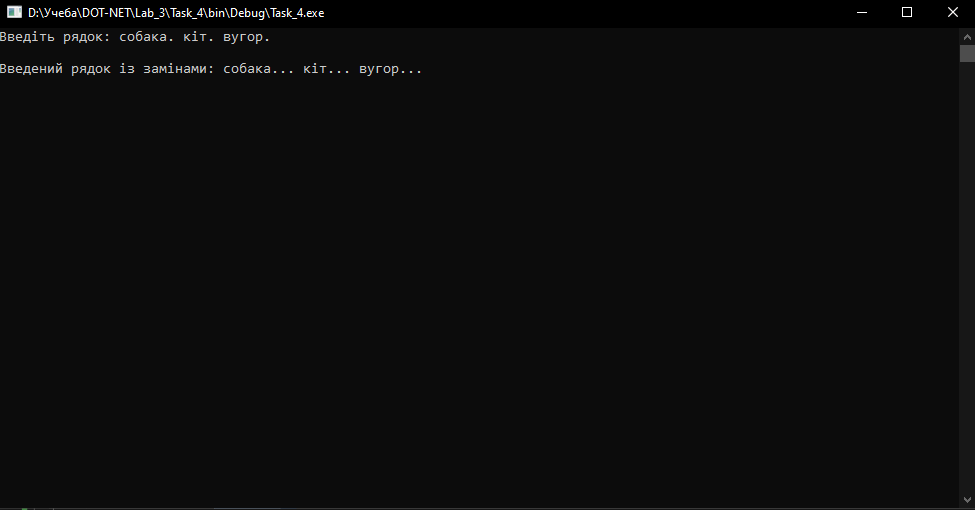 D:\Учеба\DOT-NET\Lab_3\Task_4\bin\Debug\Task_4.exe
Введіть рядок: собака. кіт. вугор.
Введений рядок із замінами: собака... кіт... вугор...